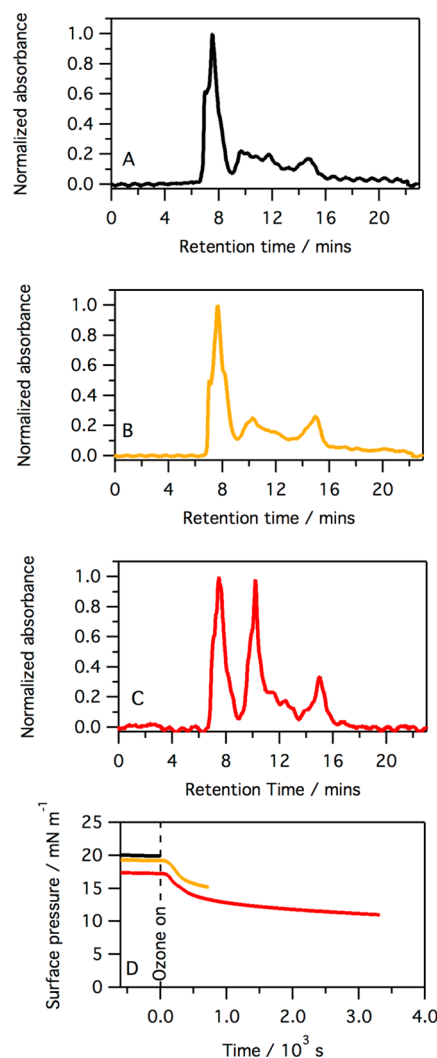 Normalized absorbance
1.0
0.8
0.6
0.4
0.2
0.0
A
0 4 8 12 16 20
Retention time / mins
Normalized absorbance
1.0
0.8
0.6
0.4
0.2
0.0
B
0 4 8 12 16 20
Retention time / mins
Normalized absorbance
1.0
0.8
0.6
0.4
0.2
0.0
C
0 4 8 12 16 20
Retention Time / mins
Surface pressure / mN m⁻¹
25
20
15
10
5
0
D
Ozone on
0.0 1.0 2.0 3.0 4.0
Time / 10³ s